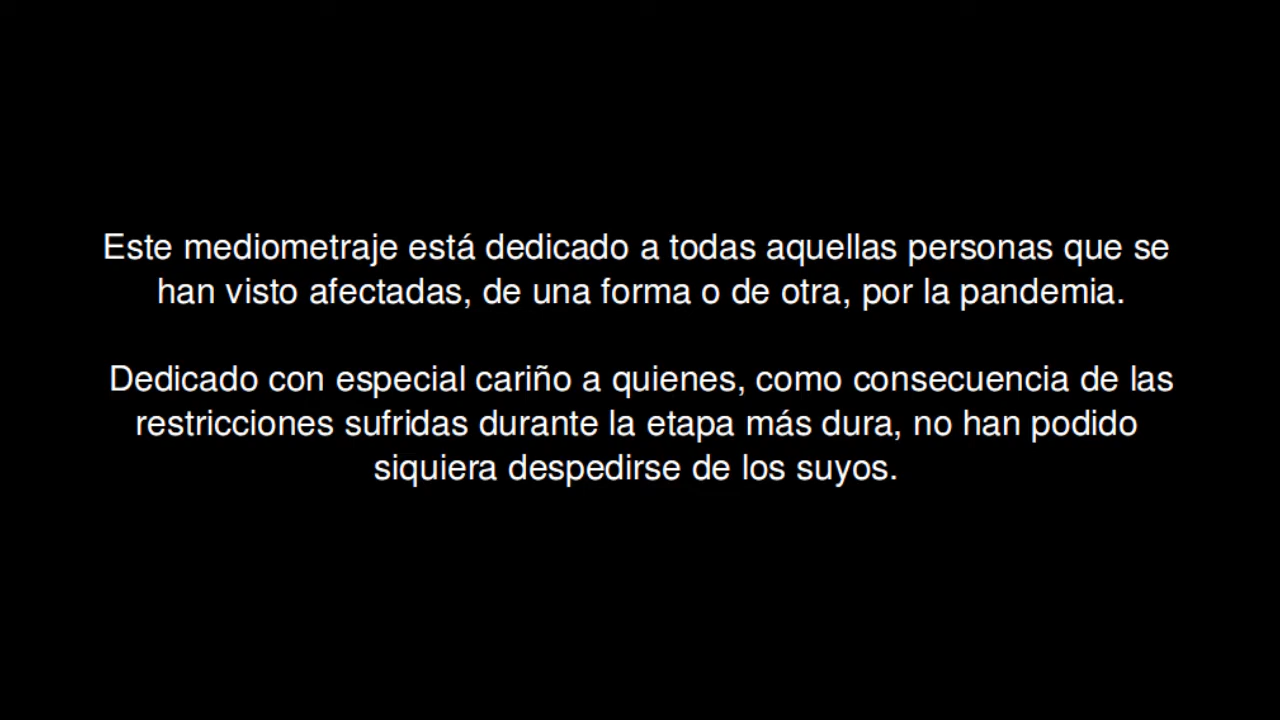 Este mediometraje está dedicado a todas aquellas personas que se
han visto afectadas, de una forma o de otra, por la pandemia.
Dedicado con especial cariño a quienes, como consecuencia de las
restricciones sufridas durante la etapa más dura, no han podido
siquiera despedirse de los suyos.